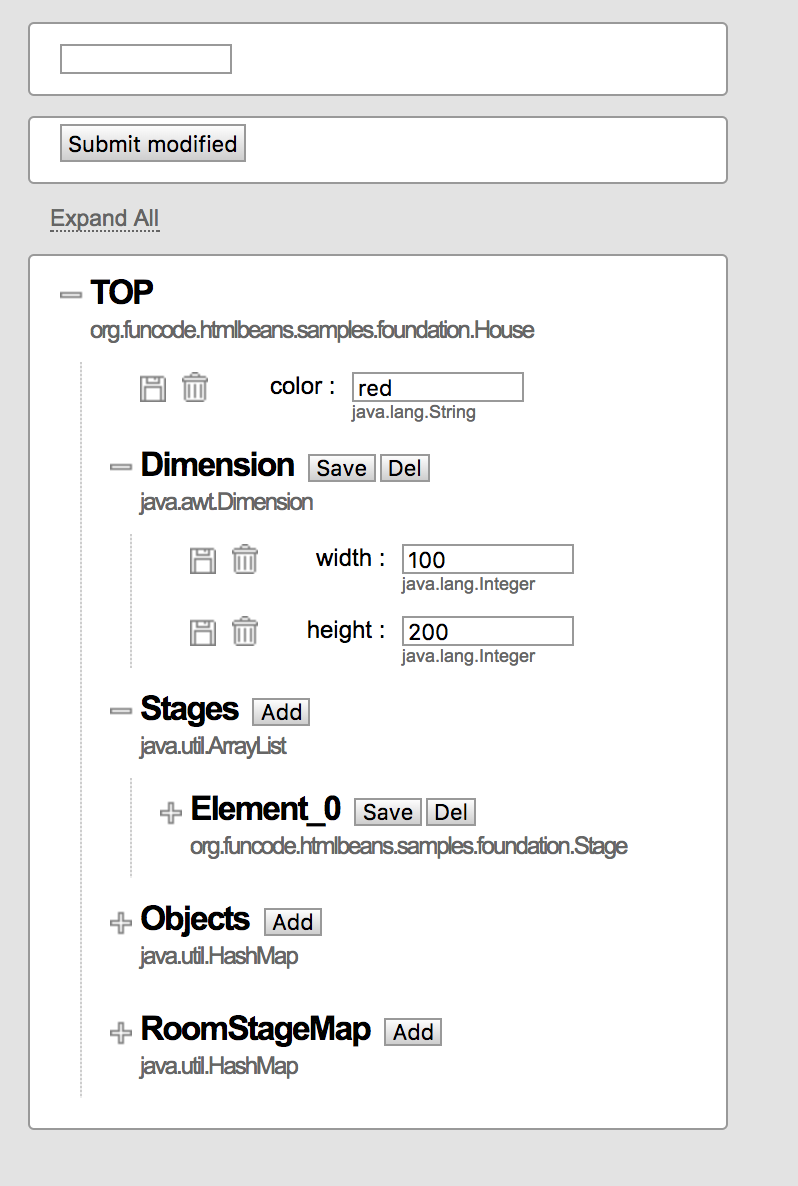 Submit modified
Expand All
TOP
org.funcode.htmlbeans.samples.foundation.House
color : red
java.lang.String
Dimension Save Del
java.awt.Dimension
width : 100
java.lang.Integer
height : 200
java.lang.Integer
Stages Add
java.util.ArrayList
Element_0 Save Del
org.funcode.htmlbeans.samples.foundation.Stage
Objects Add
java.util.HashMap
RoomStageMap Add
java.util.HashMap